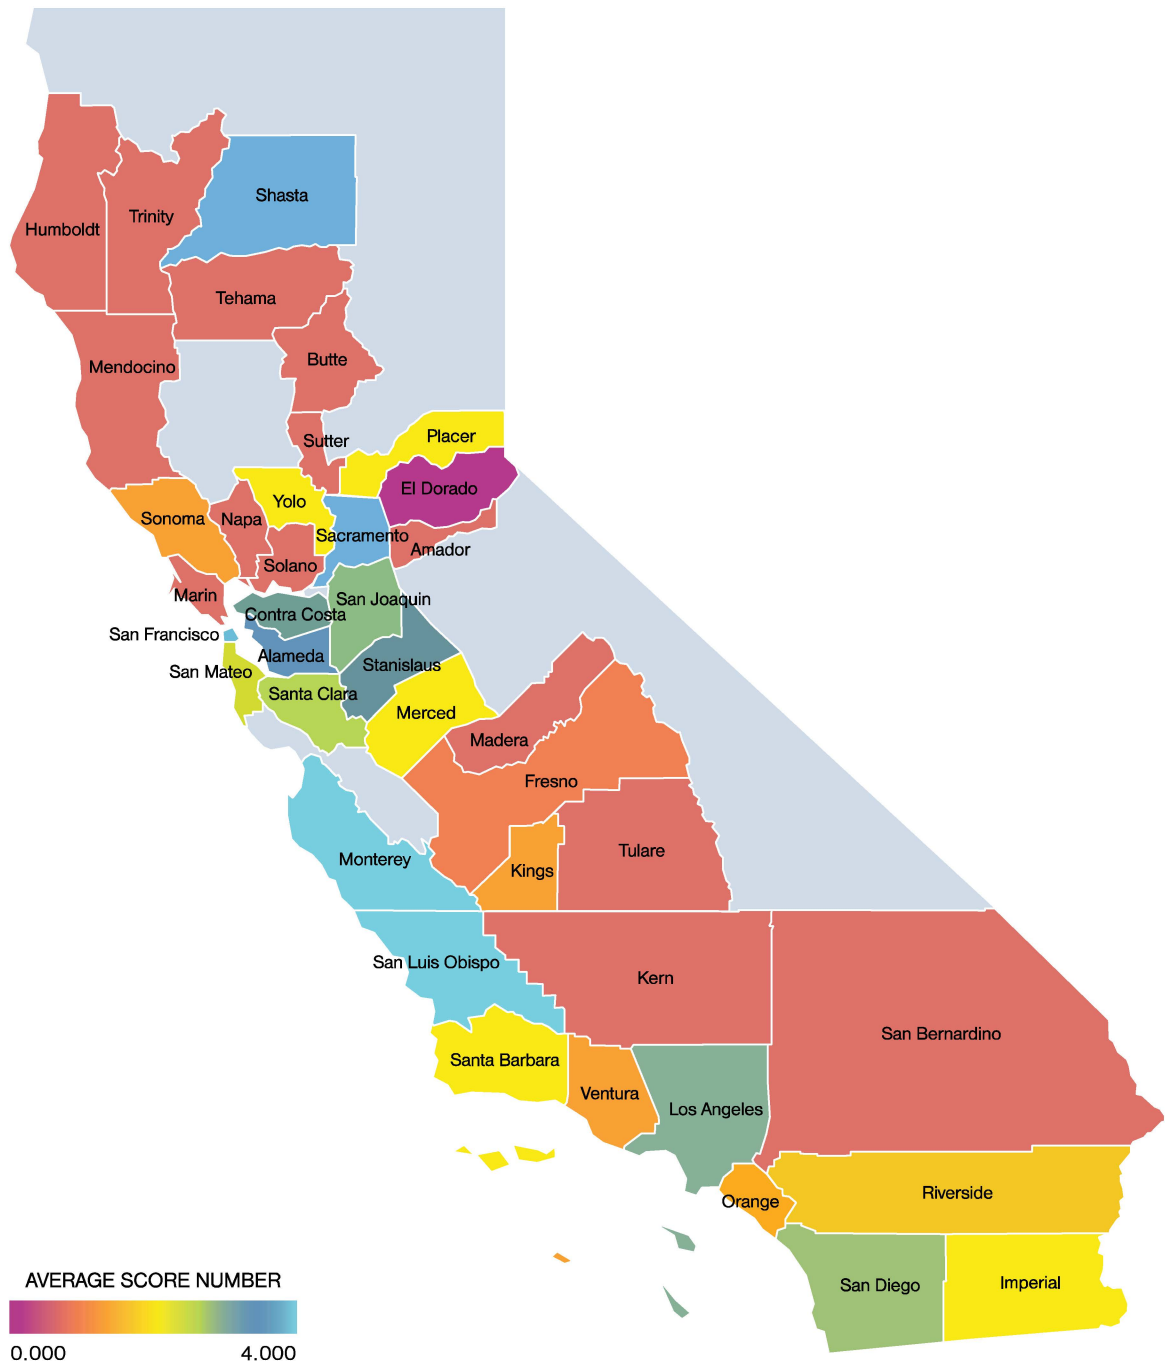 Shasta
Trinity
Humboldt
Tehama
Butte
Mendocino
Placer
Sutter
El Dorado
Yolo
Sonoma
Napa
Sacramento
Amador
Solano
Marin
San Joaquin
Contra Costa
San Francisco
Alameda
Stanislaus
San Mateo
Santa Clara
Merced
Madera
Fresno
Tulare
Monterey
Kings
San Luis Obispo
Kern
San Bernardino
Santa Barbara
Ventura
Los Angeles
Riverside
Orange
San Diego
Imperial
AVERAGE SCORE NUMBER
0.000 4.000